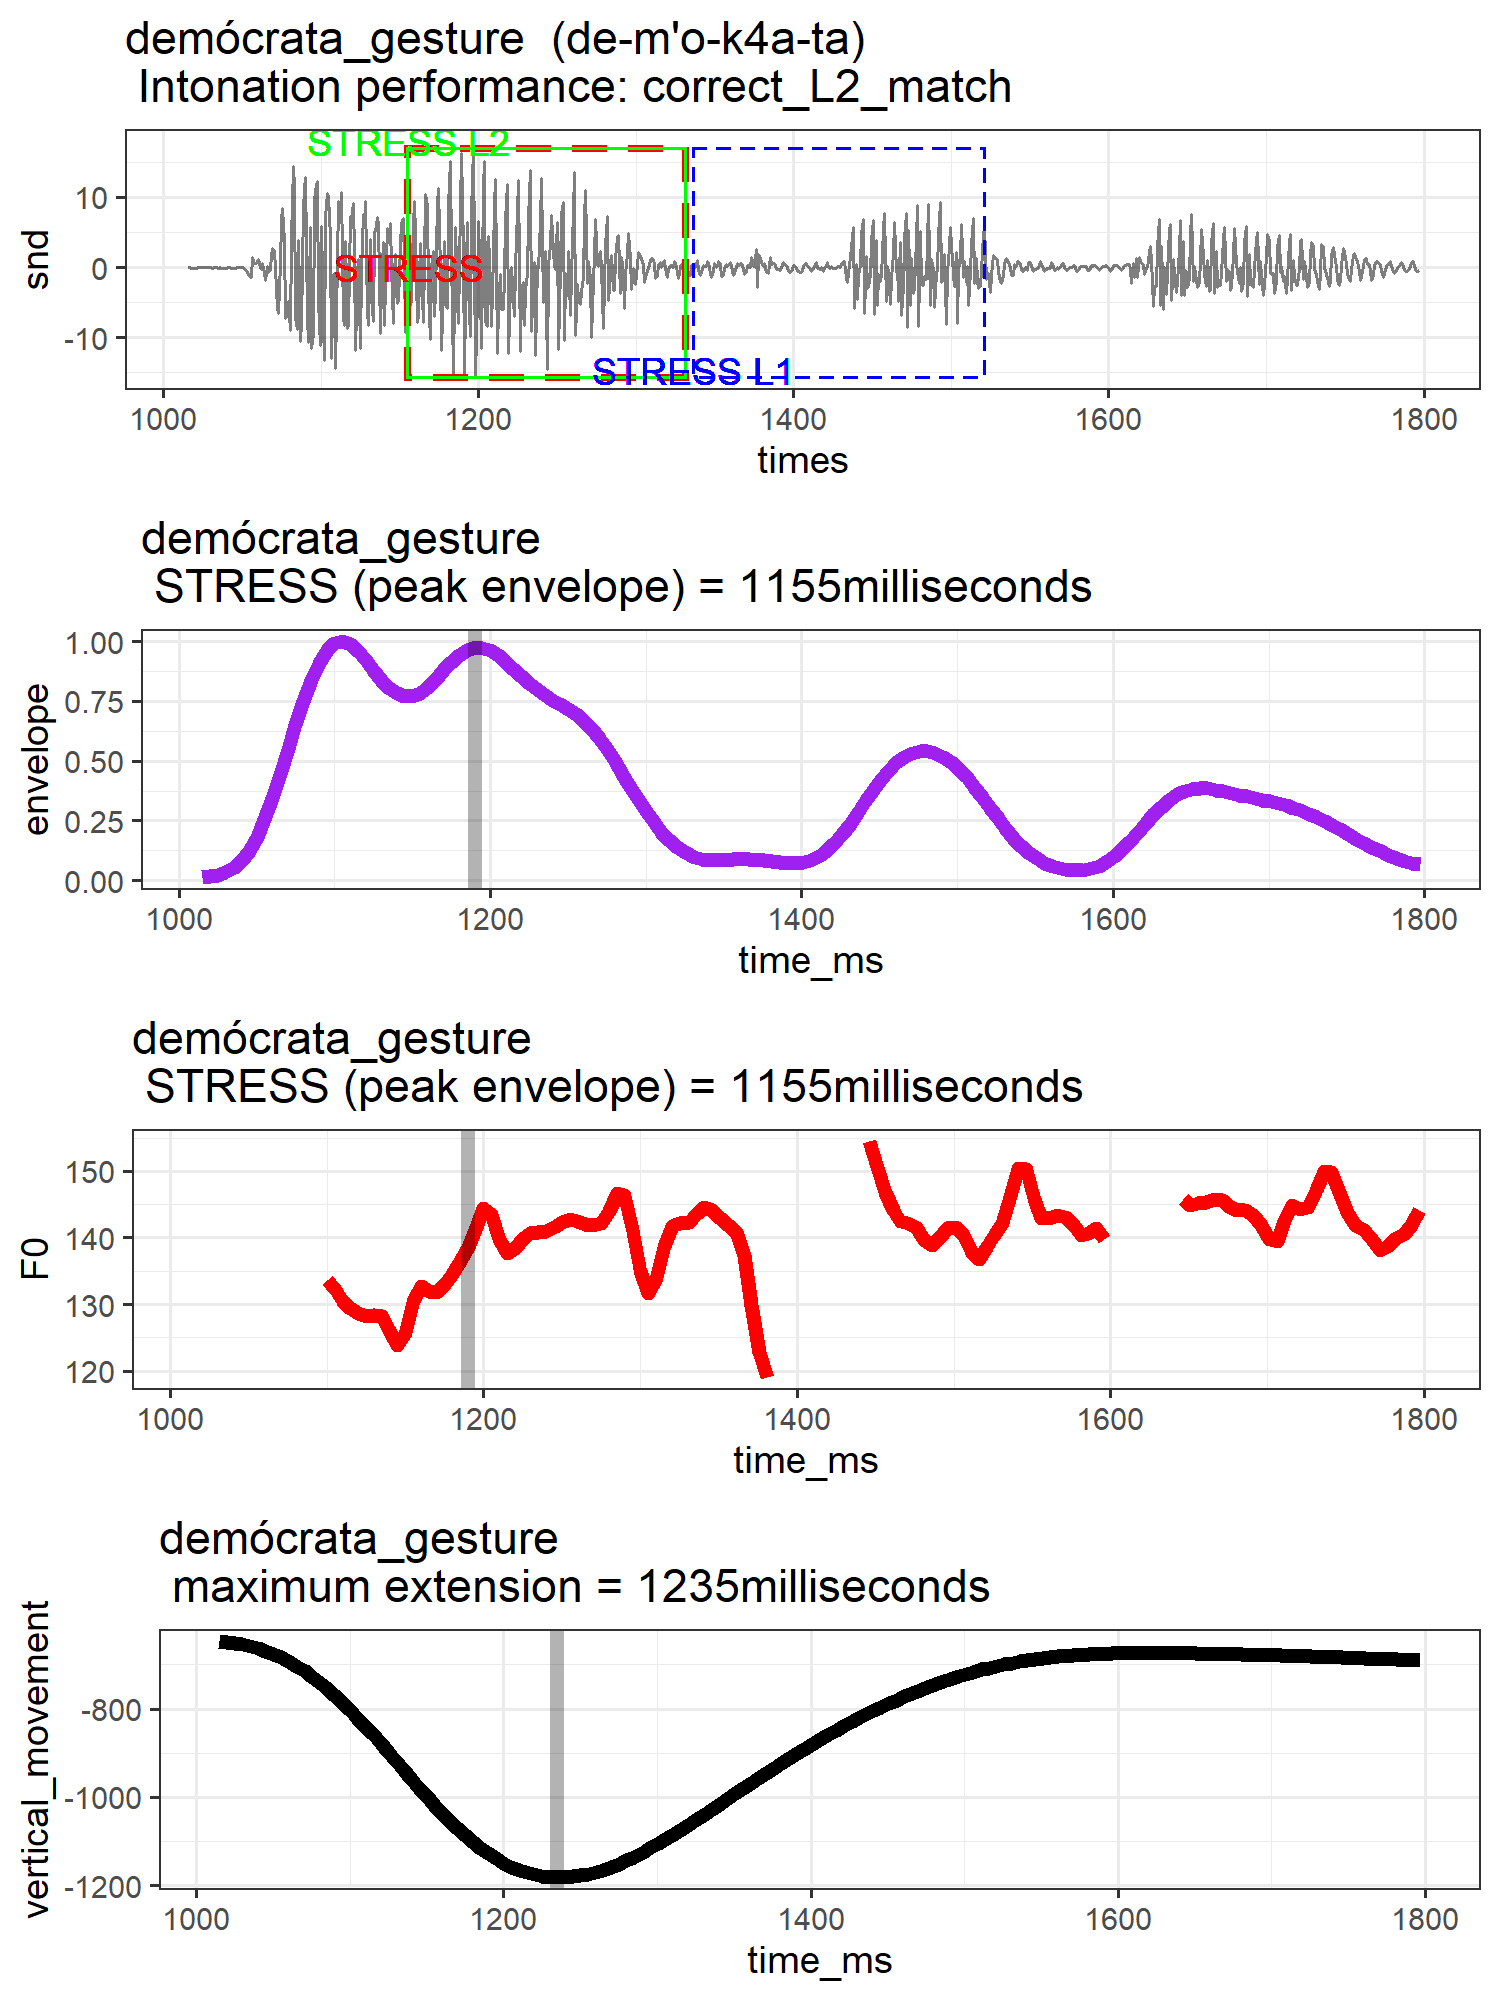 demócrata_gesture  (de-m'o-k4a-ta)
Intonation performance: correct_L2_match
STRESS L2
STRESS
STRESS L1
snd
10
0
-10
1000 1200 1400 1600 1800
times
demócrata_gesture
STRESS (peak envelope) = 1155milliseconds
envelope
1.00
0.75
0.50
0.25
0.00
1000 1200 1400 1600 1800
time_ms
demócrata_gesture
STRESS (peak envelope) = 1155milliseconds
F0
150
140
130
120
1000 1200 1400 1600 1800
time_ms
demócrata_gesture
maximum extension = 1235milliseconds
vertical_movement
-800
-1000
-1200
1000 1200 1400 1600 1800
time_ms